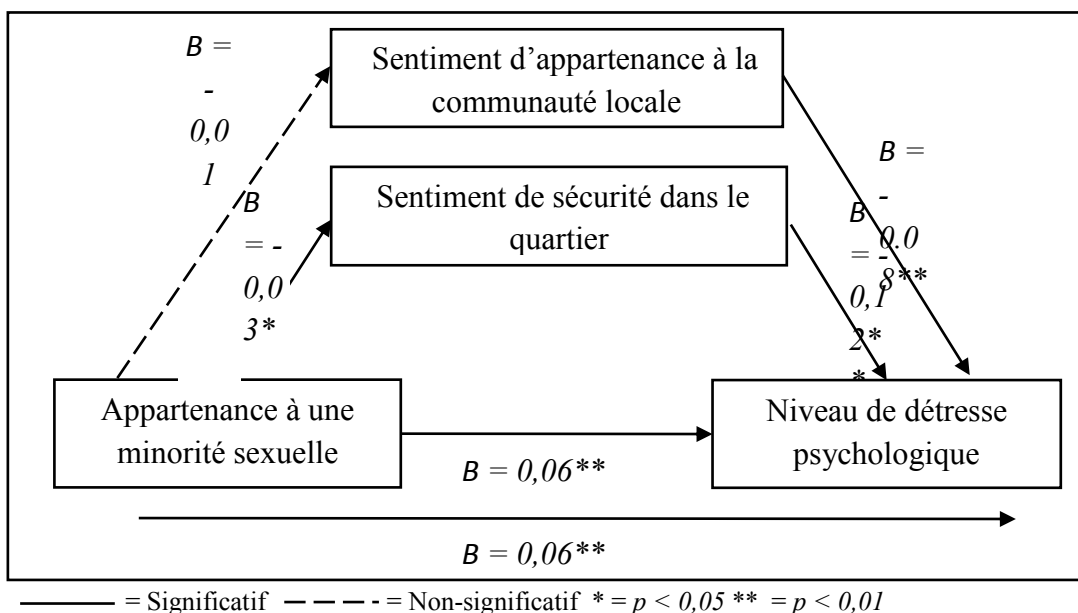 B =
-
0,0
1
Sentiment d’appartenance à la
communauté locale
B =
-
0.0
8**
B
= -
0,0
3*
Sentiment de sécurité dans le
quartier
B
= -
0,1
2*
*
Appartenance à une
minorité sexuelle
Niveau de détresse
psychologique
B = 0,06**
B = 0,06**
= Significatif = Non-significatif * = p < 0,05 ** = p < 0,01